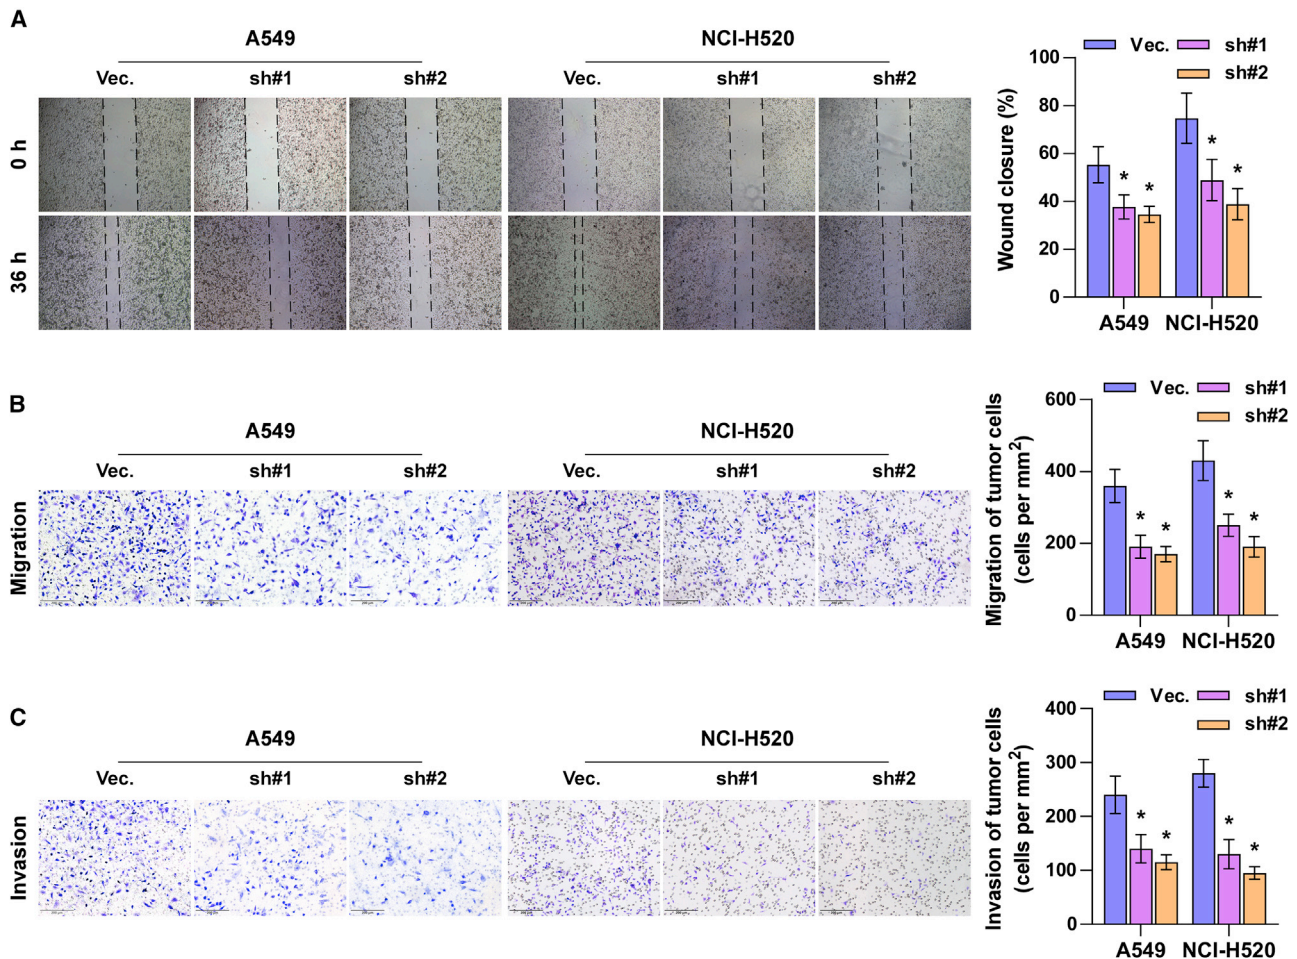 A
A549
NCI-H520
Vec.
sh#1
sh#2
Vec.
sh#1
sh#2
0 h
36 h
Vec.
sh#1
sh#2
Wound closure (%)
100
80
60
40
20
0
*
*
*
*
A549
NCI-H520
B
A549
NCI-H520
Vec.
sh#1
sh#2
Vec.
sh#1
sh#2
Migration
Vec.
sh#1
sh#2
Migration of tumor cells
(cells per mm²)
600
400
200
0
*
*
*
*
A549
NCI-H520
C
A549
NCI-H520
Vec.
sh#1
sh#2
Vec.
sh#1
sh#2
Invasion
Vec.
sh#1
sh#2
Invasion of tumor cells
(cells per mm²)
400
300
200
100
0
*
*
*
*
A549
NCI-H520